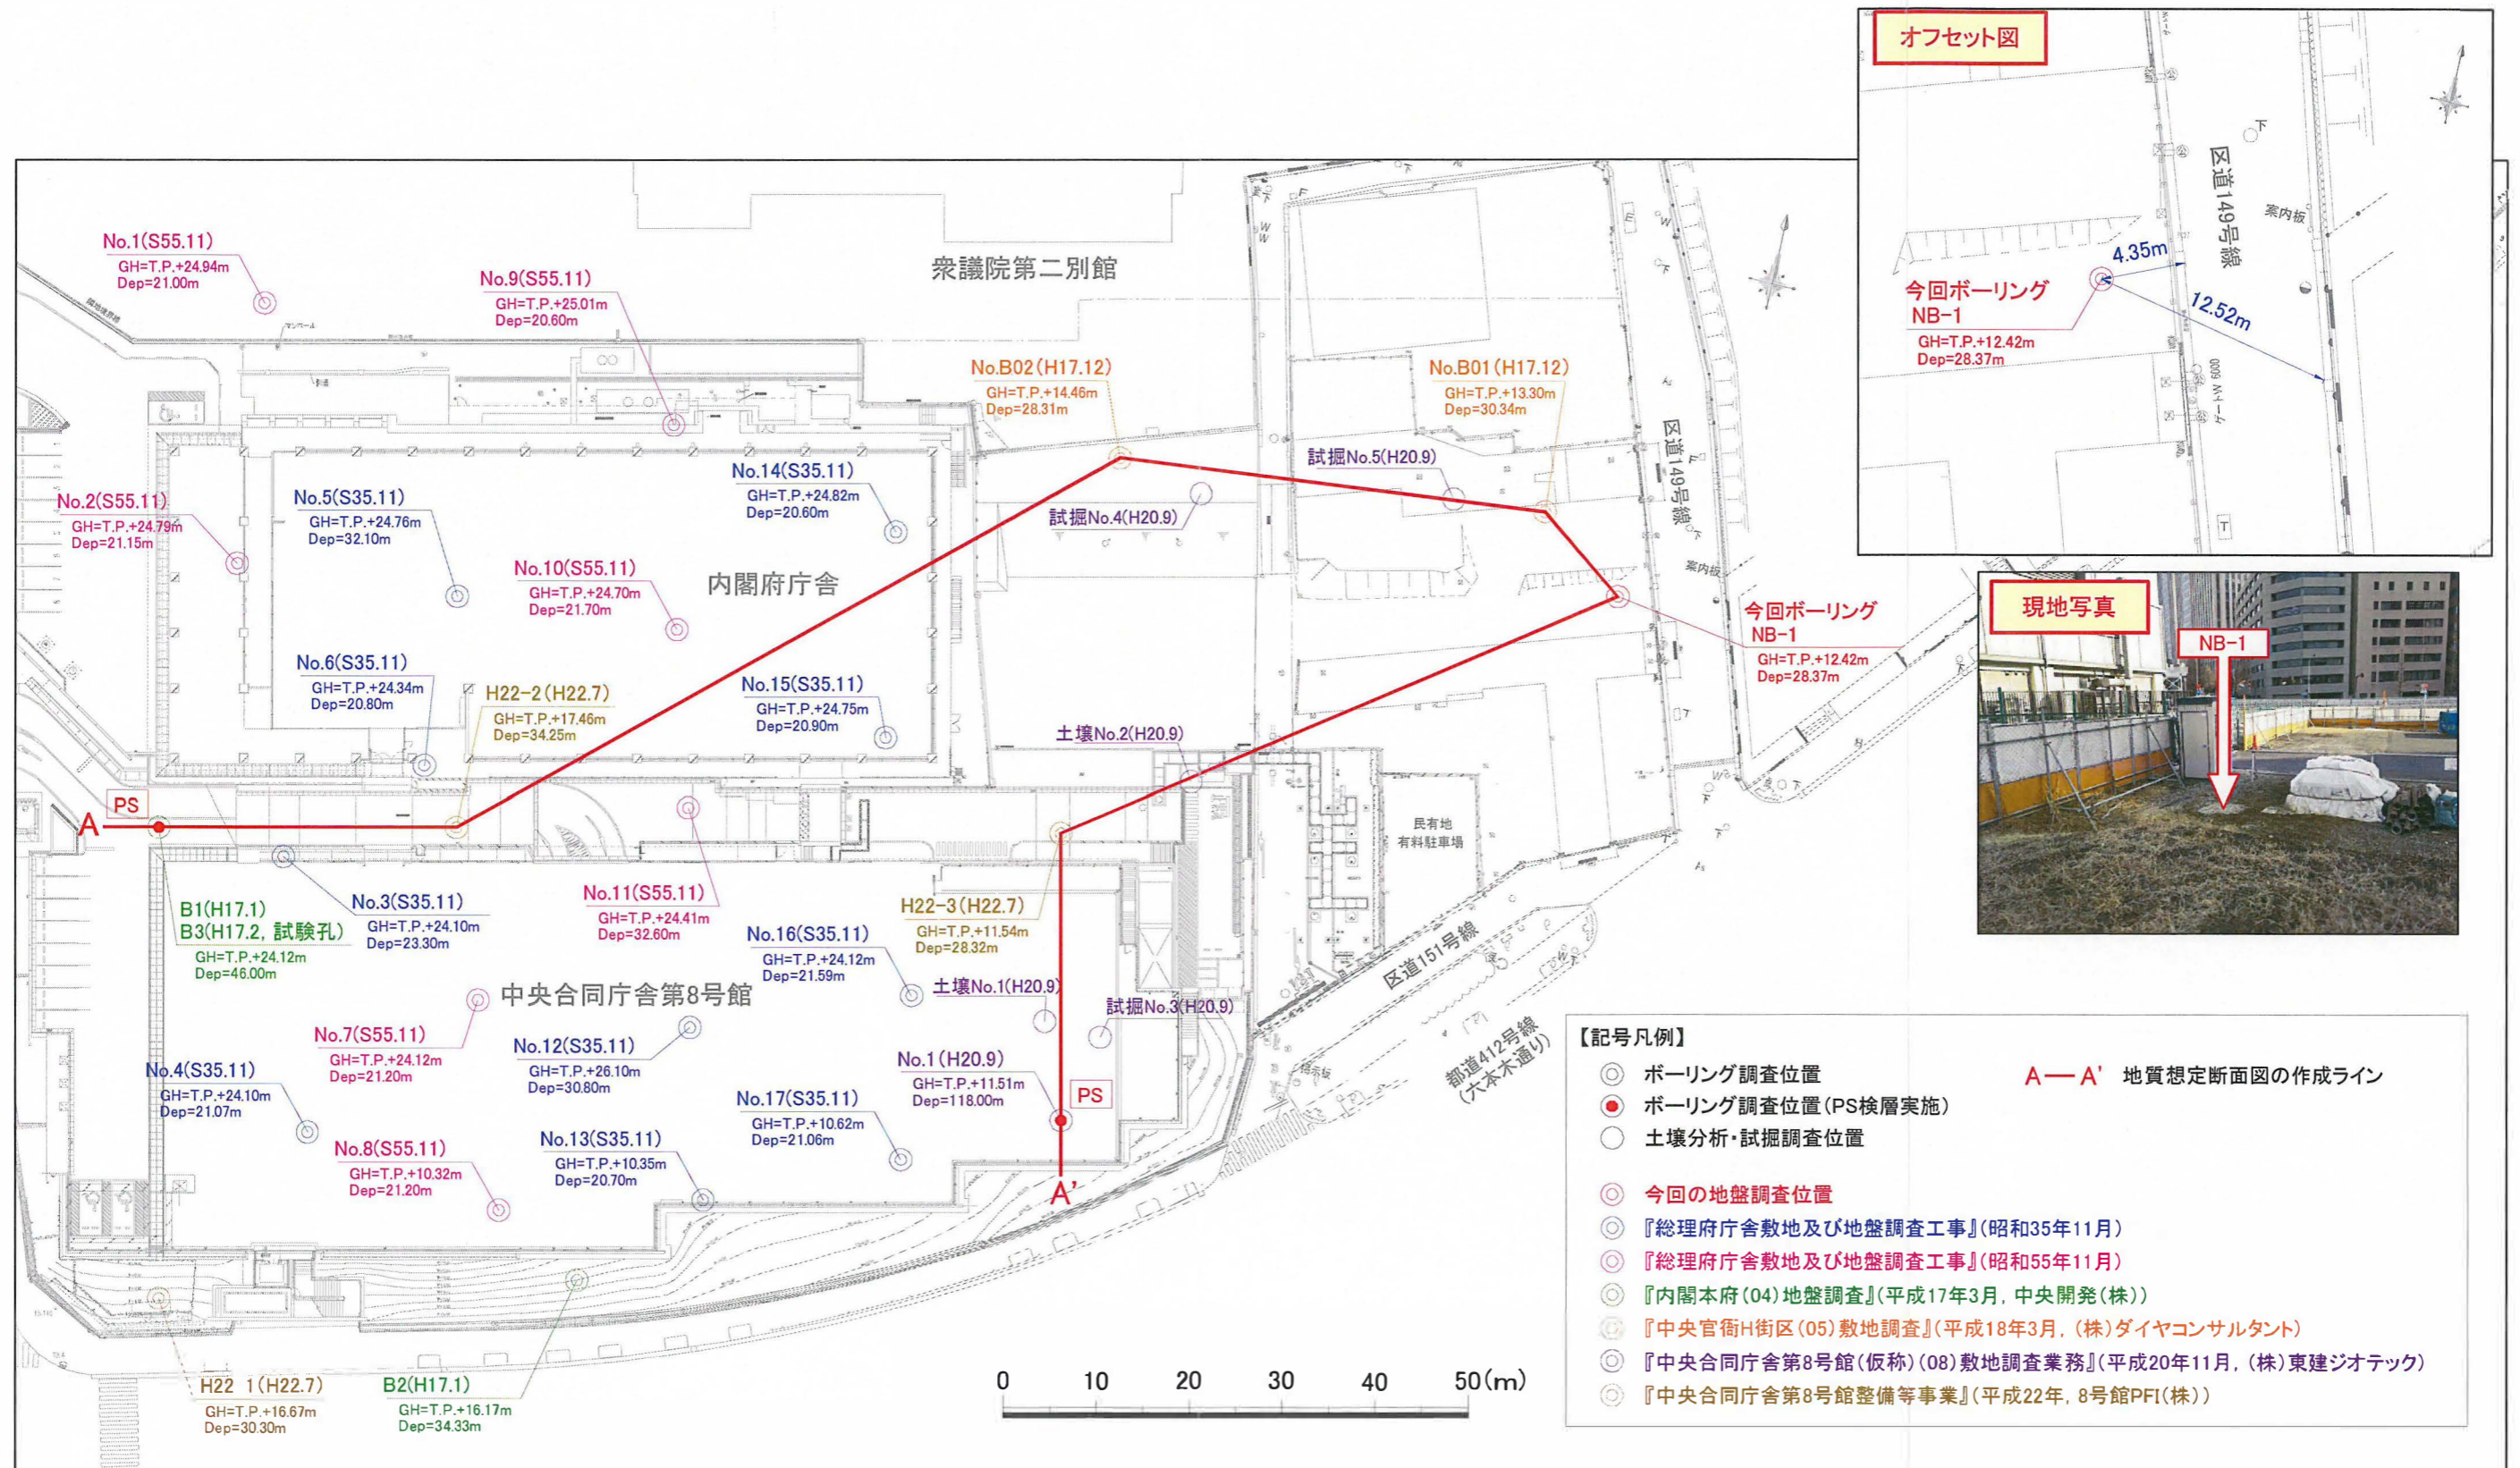 オフセット図
区道149号線
案内板
下
4.35m
12.52m
今回ボーリング
NB-1
GH=T.P.+12.42m
Dep=28.37m
T
No.1(S55.11)
GH=T.P.+24.94m
Dep=21.00m
No.9(S55.11)
GH=T.P.+25.01m
Dep=20.60m
衆議院第二別館
No.B02(H17.12)
GH=T.P.+14.46m
Dep=28.31m
No.B01(H17.12)
GH=T.P.+13.30m
Dep=30.34m
No.2(S55.11)
GH=T.P.+24.79m
Dep=21.15m
No.5(S35.11)
GH=T.P.+24.76m
Dep=32.10m
No.14(S35.11)
GH=T.P.+24.82m
Dep=20.60m
試掘No.5(H20.9)
試掘No.4(H20.9)
区道149号線
案内板
No.10(S55.11)
GH=T.P.+24.70m
Dep=21.70m
内閣府庁舎
今回ボーリング
NB-1
GH=T.P.+12.42m
Dep=28.37m
現地写真
NB-1
No.6(S35.11)
GH=T.P.+24.34m
Dep=20.80m
H22-2(H22.7)
GH=T.P.+17.46m
Dep=34.25m
No.15(S35.11)
GH=T.P.+24.75m
Dep=20.90m
土壌No.2(H20.9)
PS
A
民有地
有料駐車場
B1(H17.1)
B3(H17.2, 試験孔)
GH=T.P.+24.12m
Dep=46.00m
No.3(S35.11)
GH=T.P.+24.10m
Dep=23.30m
No.11(S55.11)
GH=T.P.+24.41m
Dep=32.60m
No.16(S35.11)
GH=T.P.+24.12m
Dep=21.59m
H22-3(H22.7)
GH=T.P.+11.54m
Dep=28.32m
区道151号線
都道412号線
(六本木通り)
中央合同庁舎第8号館
土壌No.1(H20.9)
試掘No.3(H20.9)
No.7(S55.11)
GH=T.P.+24.12m
Dep=21.20m
No.12(S35.11)
GH=T.P.+26.10m
Dep=30.80m
No.1(H20.9)
GH=T.P.+11.51m
Dep=118.00m
PS
No.4(S35.11)
GH=T.P.+24.10m
Dep=21.07m
No.17(S35.11)
GH=T.P.+10.62m
Dep=21.06m
No.8(S55.11)
GH=T.P.+10.32m
Dep=21.20m
No.13(S35.11)
GH=T.P.+10.35m
Dep=20.70m
A'
H22 1(H22.7)
GH=T.P.+16.67m
Dep=30.30m
B2(H17.1)
GH=T.P.+16.17m
Dep=34.33m
0 10 20 30 40 50(m)
【記号凡例】
ボーリング調査位置
A―A' 地質想定断面図の作成ライン
ボーリング調査位置(PS検層実施)
土壌分析・試掘調査位置
今回の地盤調査位置
『総理府庁舎敷地及び地盤調査工事』(昭和35年11月)
『総理府庁舎敷地及び地盤調査工事』(昭和55年11月)
『内閣本府(04)地盤調査』(平成17年3月, 中央開発(株))
『中央官衙H街区(05)敷地調査』(平成18年3月, (株)ダイヤコンサルタント)
『中央合同庁舎第8号館(仮称)(08)敷地調査業務』(平成20年11月, (株)東建ジオテック)
『中央合同庁舎第8号館整備等事業』(平成22年, 8号館PFI(株))